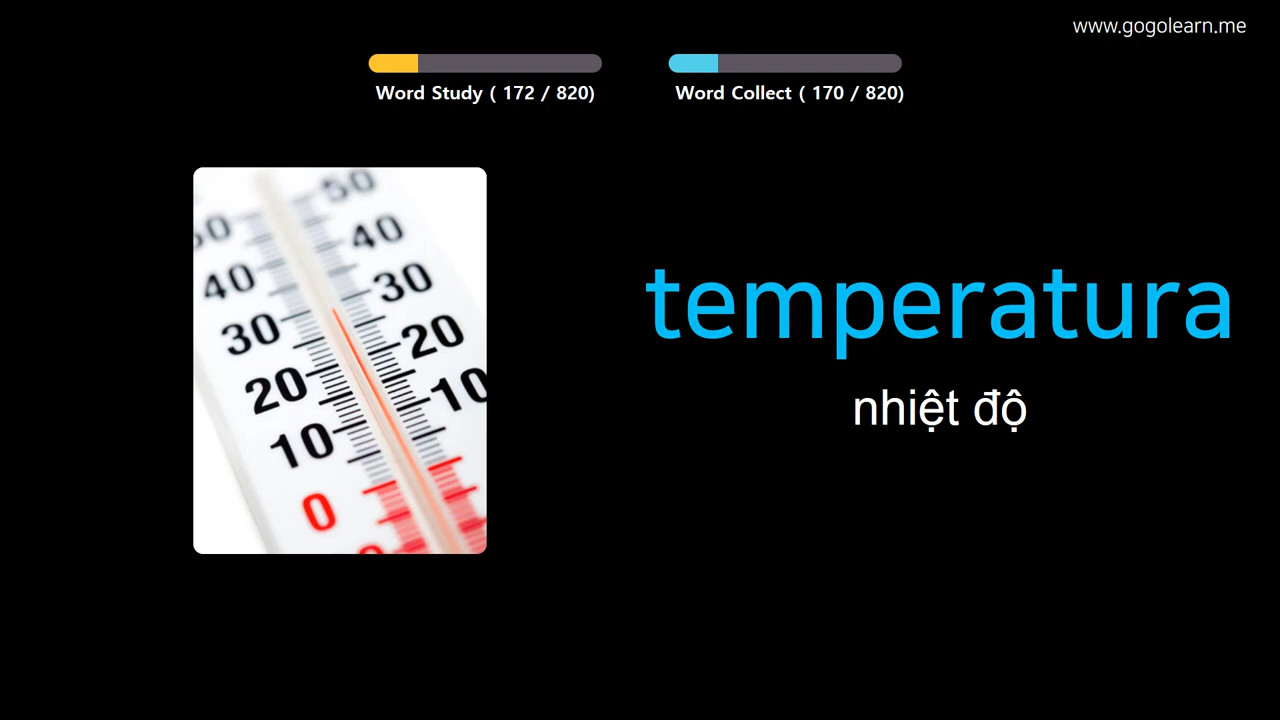 www.gogolearn.me
Word Study ( 172 / 820)
Word Collect ( 170 / 820)
50
50
40
40
30
30
20
20
10
10
0
temperatura
nhiệt độ